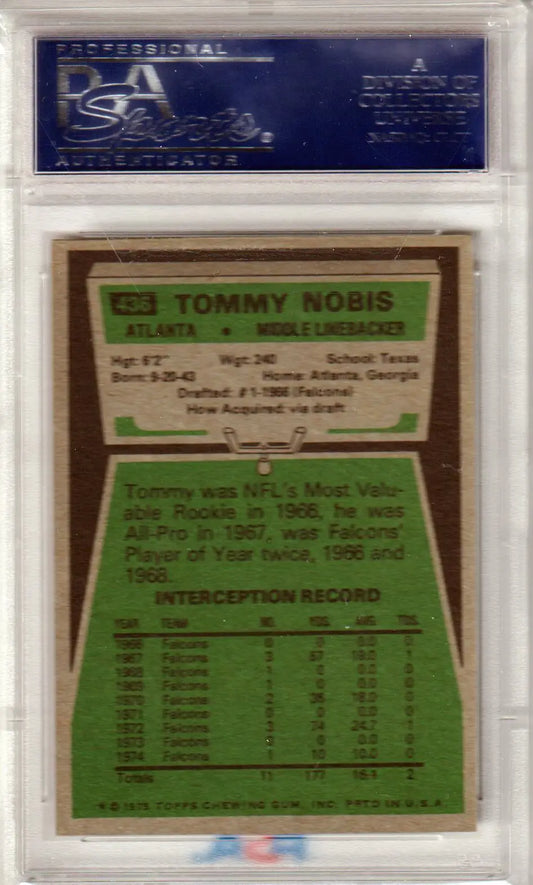 PROFESSIONAL
PSA
Sports
AUTHENTICATOR
A
DIVISION OF
COLLECTORS
UNIVERSE
436 TOMMY NOBIS
ATLANTA • MIDDLE LINEBACKER
Hgt: 6'2" Wgt: 240 School: Texas
Born: 9-20-43 Home: Atlanta, Georgia
Drafted: #1-1966 (Falcons)
How Acquired: via draft
Tommy was NFL's Most Valu-
able Rookie in 1966, he was
All-Pro in 1967, was Falcons'
Player of Year twice, 1966 and
1968.
INTERCEPTION RECORD
YEAR TEAM NO. YDS. AVG. TDS.
1966 Falcons 0 0 0.0 0
1967 Falcons 3 57 19.0 1
1968 Falcons 1 0.0 0
1969 Falcons 1 0.0 0
1970 Falcons 2 36 18.0 0
1971 Falcons 0 0 0.0 0
1972 Falcons 3 74 24.7 1
1973 Falcons 0 0 0.0 0
1974 Falcons 1 10 10.0 0
Totals 11 177 16.1 2
* © 1975 TOPPS CHEWING GUM, INC. PRTD IN U.S.A.